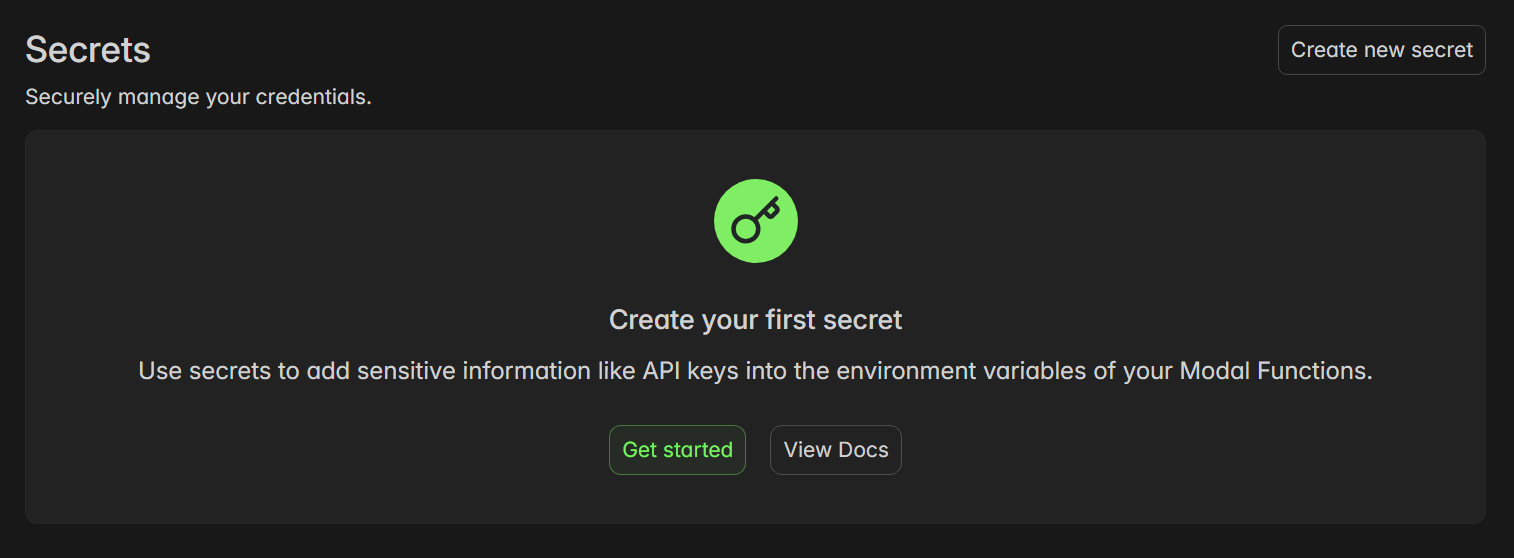 Secrets
Create new secret
Securely manage your credentials.
Create your first secret
Use secrets to add sensitive information like API keys into the environment variables of your Modal Functions.
Get started
View Docs